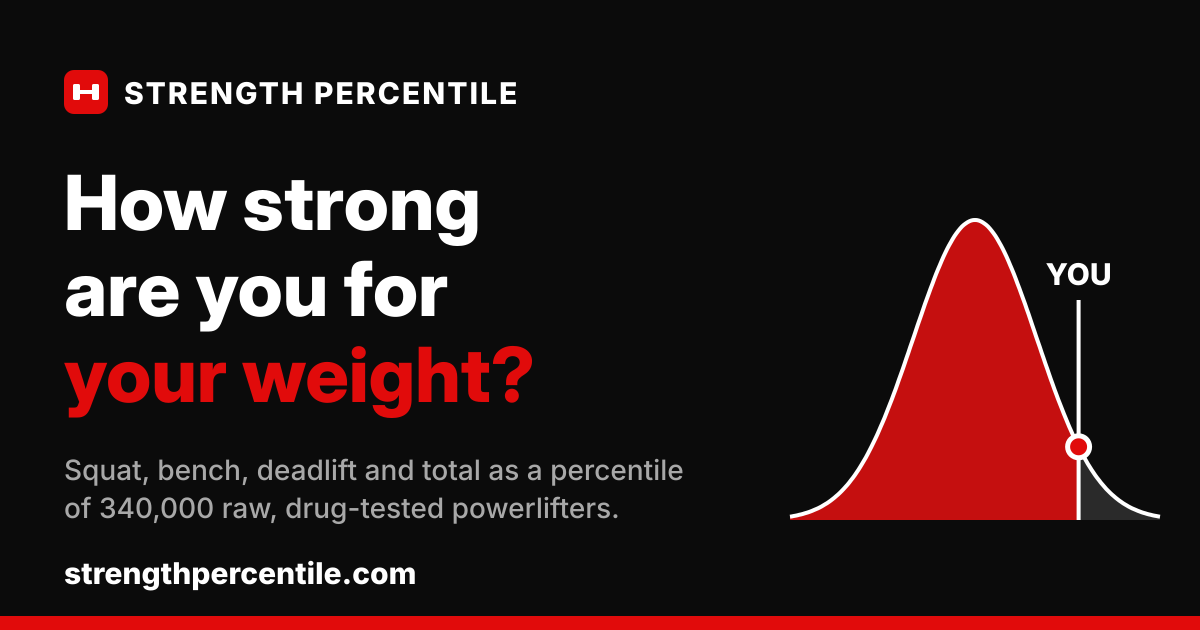 STRENGTH PERCENTILE
How strong
are you for
your weight?
YOU
Squat, bench, deadlift and total as a percentile
of 340,000 raw, drug-tested powerlifters.
strengthpercentile.com